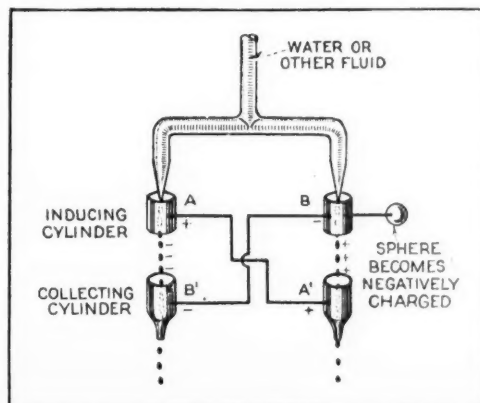 WATER OR
OTHER FLUID
A
B
INDUCING
CYLINDER
+
−
− + 
− +
− +
SPHERE
BECOMES
NEGATIVELY
CHARGED
COLLECTING
CYLINDER
B'
A'
−
+